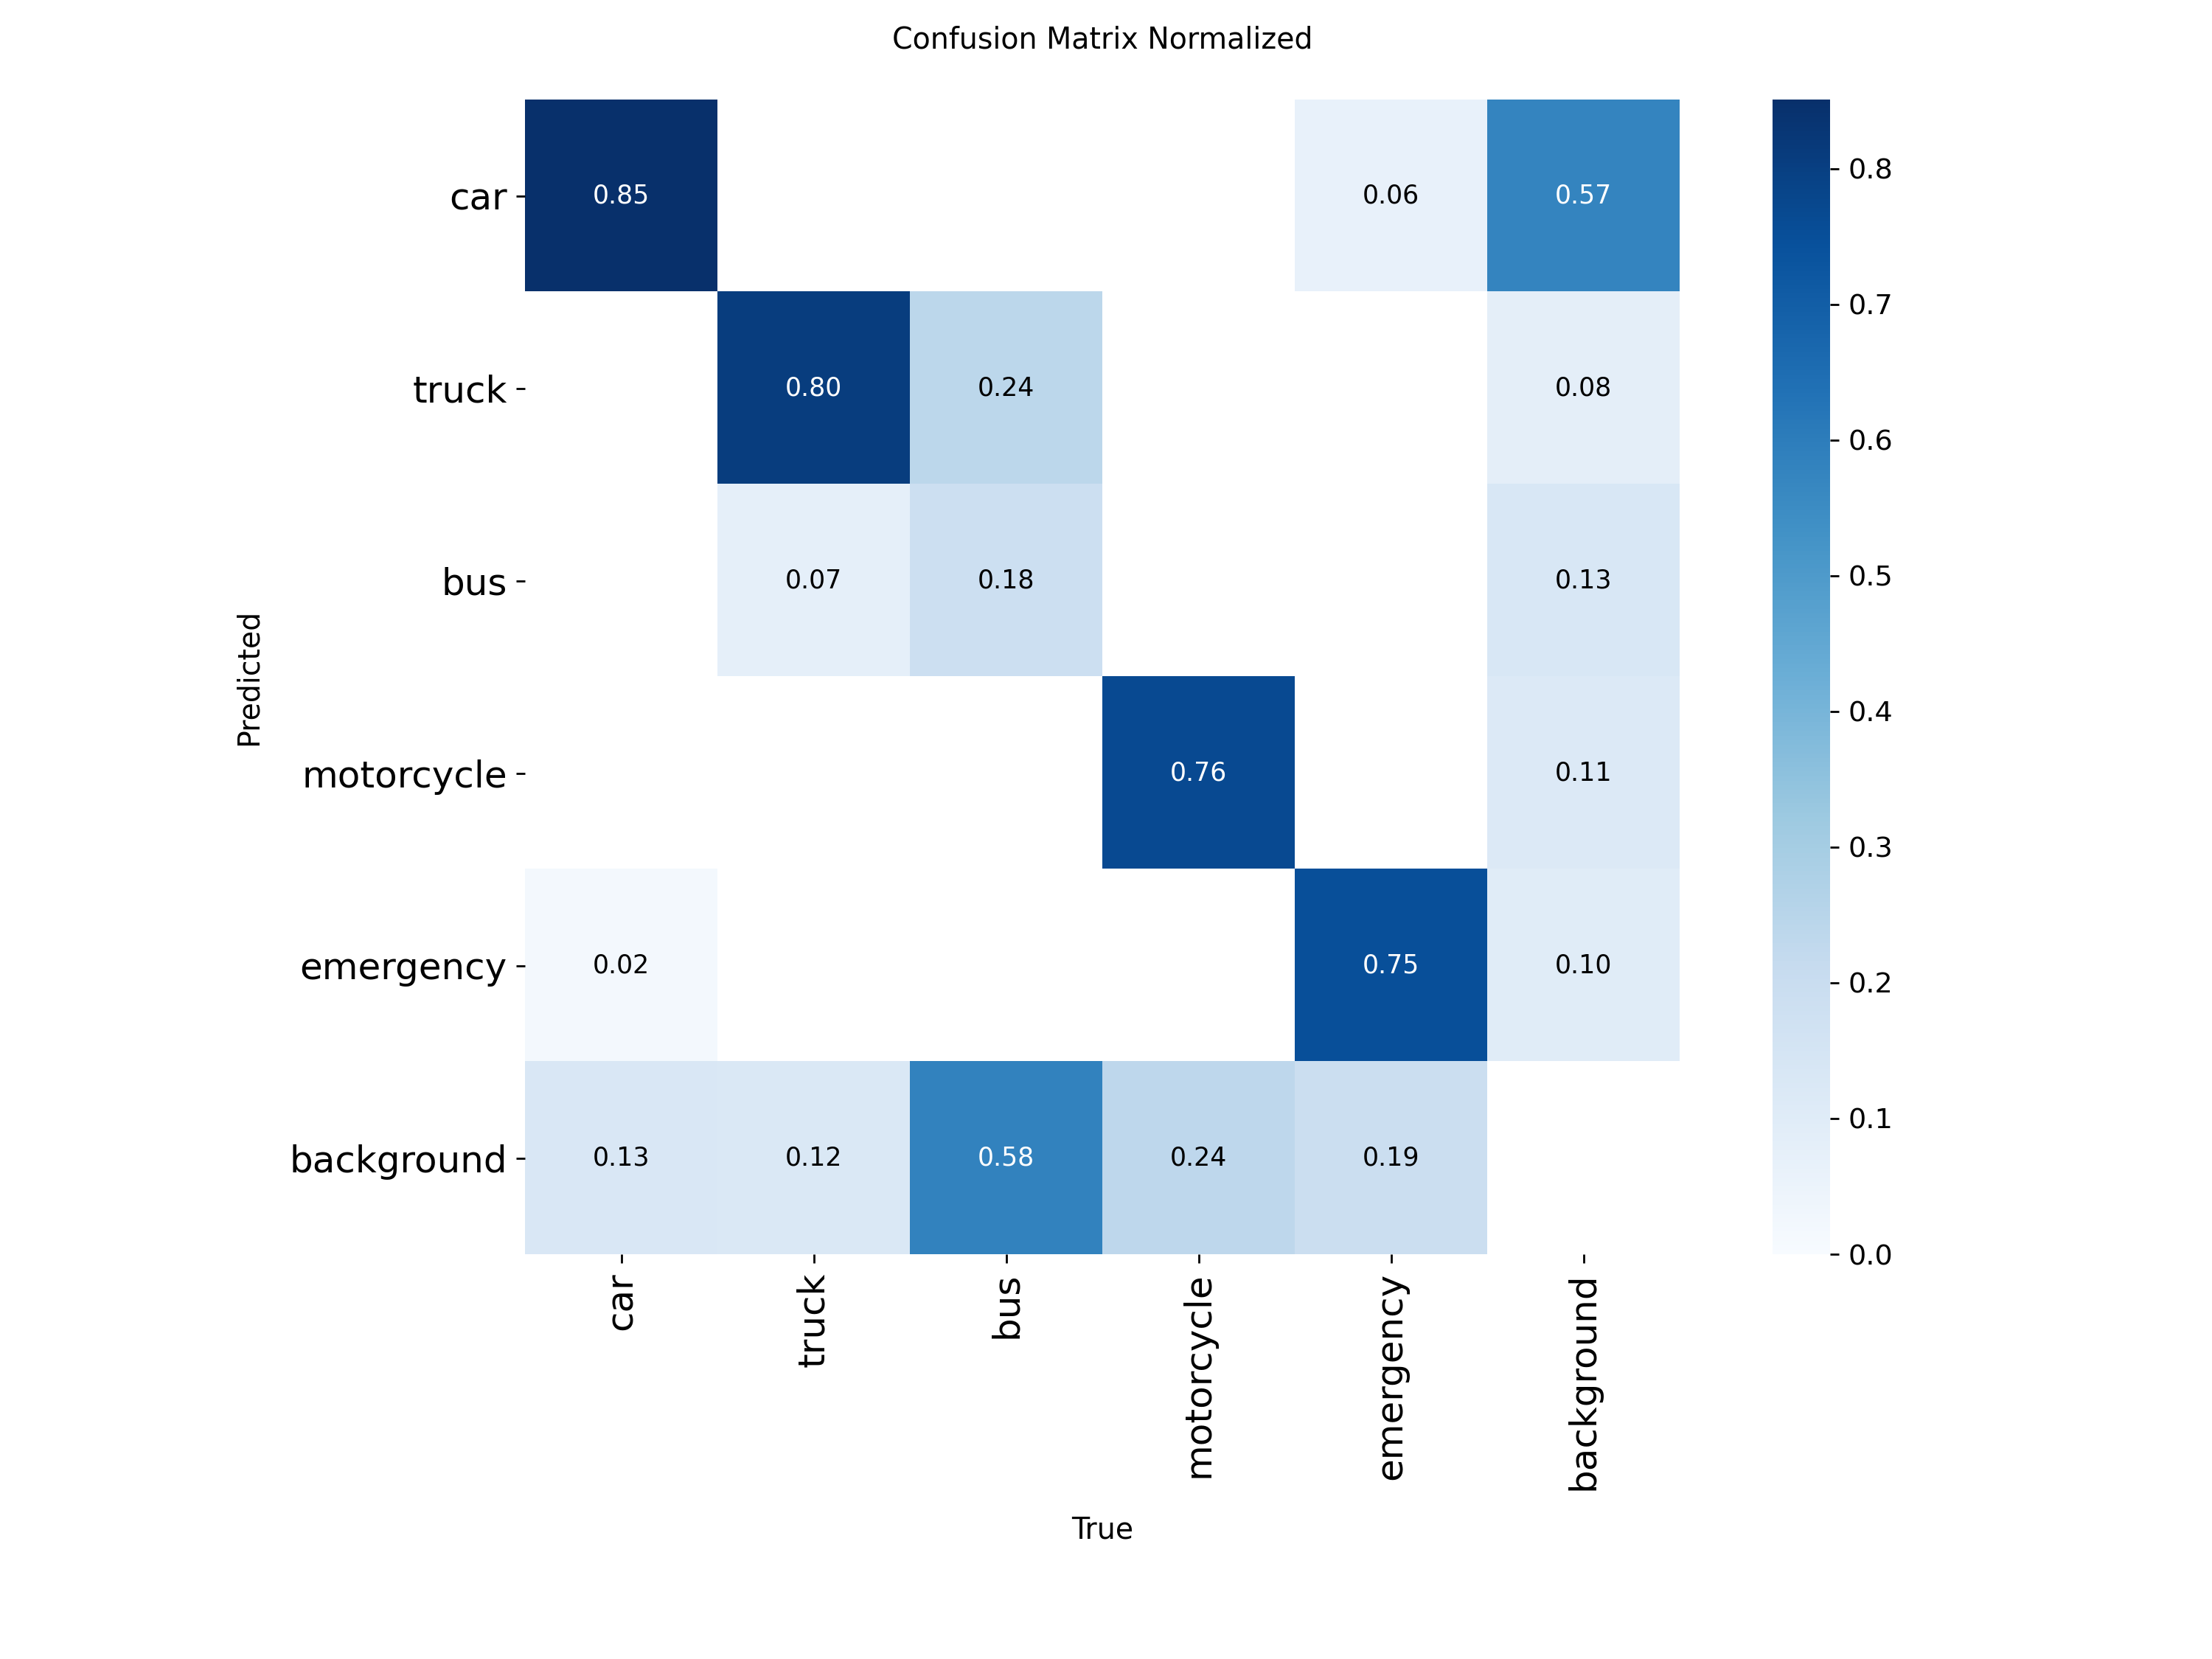 Confusion Matrix Normalized
car 0.85 0.06 0.57
truck 0.80 0.24 0.08
bus 0.07 0.18 0.13
motorcycle 0.76 0.11
emergency 0.02 0.75 0.10
background 0.13 0.12 0.58 0.24 0.19
car truck bus motorcycle emergency background
True
Predicted
0.8
0.7
0.6
0.5
0.4
0.3
0.2
0.1
0.0